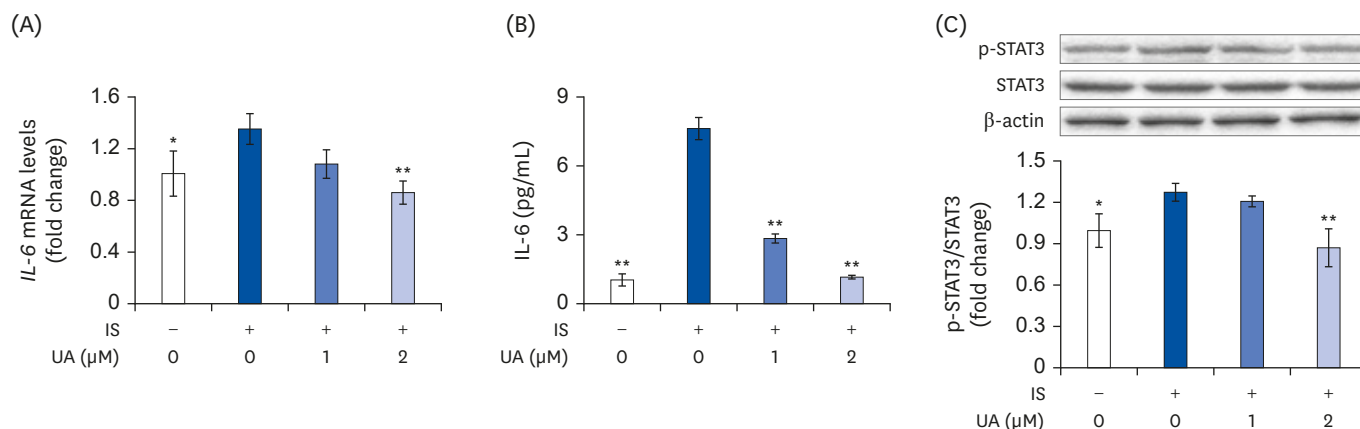 (A)
1.6
1.2
0.8
0.4
0
IL-6 mRNA levels
(fold change)
*
**
IS − + + +
UA (μM) 0 0 1 2
(B)
9
6
3
0
IL-6 (pg/mL)
**
**
**
IS − + + +
UA (μM) 0 0 1 2
(C)
p-STAT3
STAT3
β-actin
1.5
1.2
0.9
0.3
0
p-STAT3/STAT3
(fold change)
*
**
IS − + + +
UA (μM) 0 0 1 2